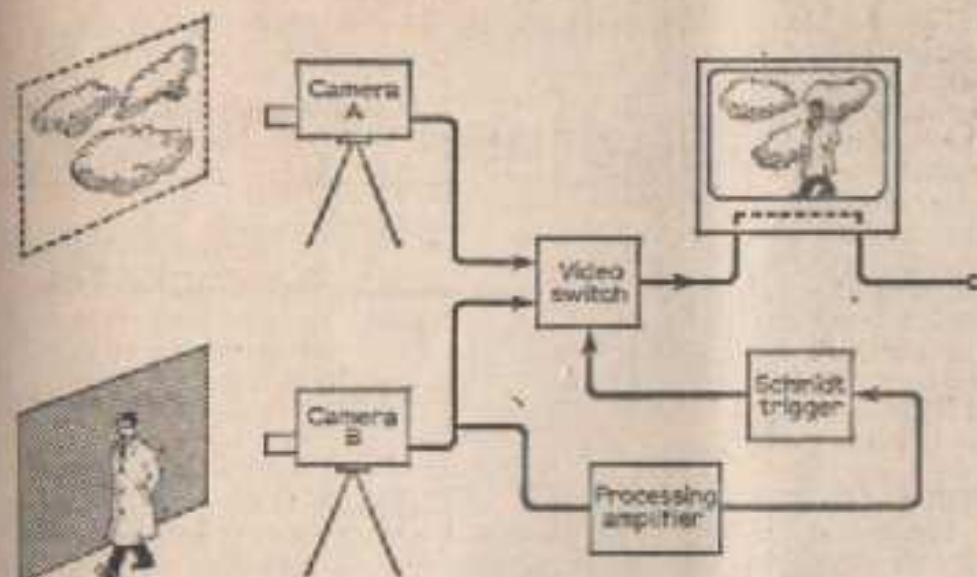 Camera
A
Video
switch
Schmidt
trigger
Camera
B
Processing
amplifier